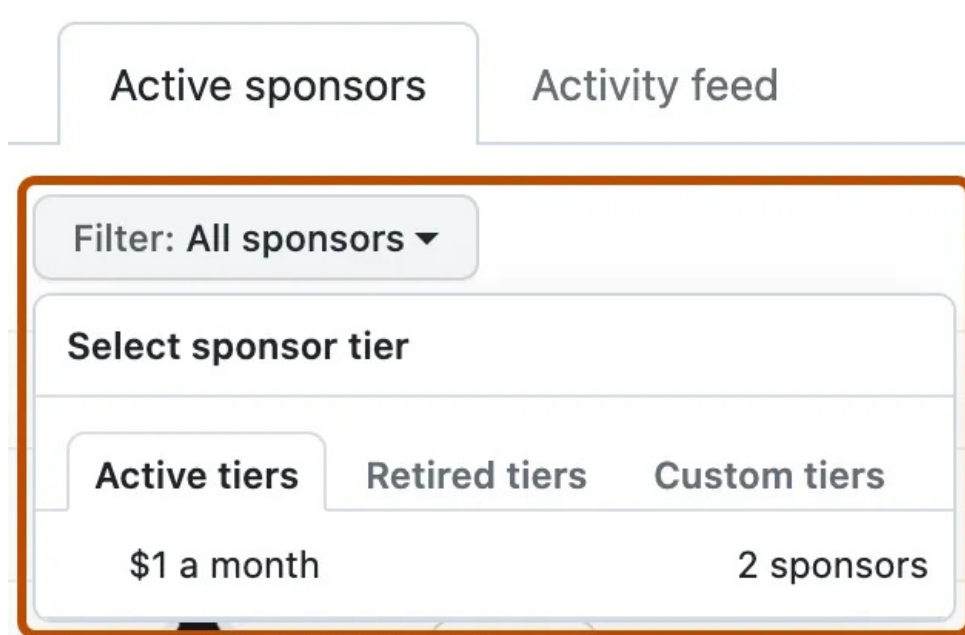 Active sponsors Activity feed
Filter: All sponsors
Select sponsor tier
Active tiers Retired tiers Custom tiers
$1 a month 2 sponsors